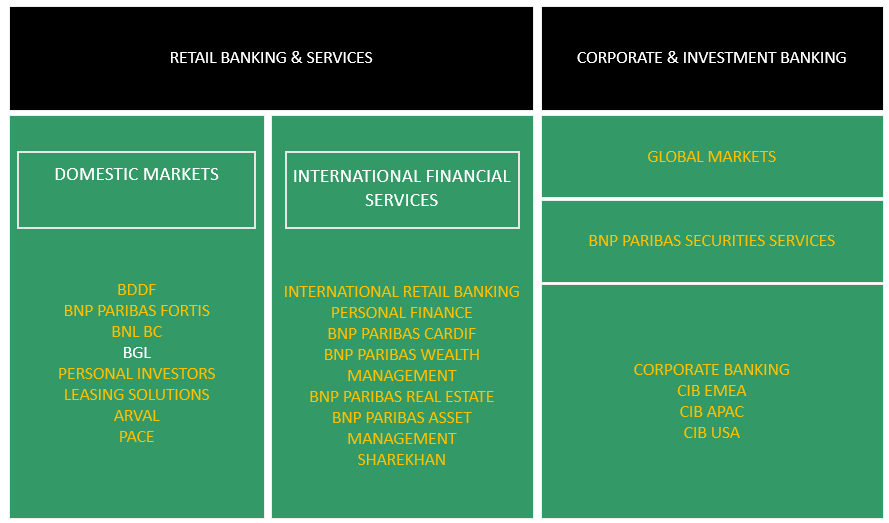 RETAIL BANKING & SERVICES
CORPORATE & INVESTMENT BANKING
DOMESTIC MARKETS
BDDF
BNP PARIBAS FORTIS
BNL BC
BGL
PERSONAL INVESTORS
LEASING SOLUTIONS
ARVAL
PACE
INTERNATIONAL FINANCIAL
SERVICES
INTERNATIONAL RETAIL BANKING
PERSONAL FINANCE
BNP PARIBAS CARDIF
BNP PARIBAS WEALTH
MANAGEMENT
BNP PARIBAS REAL ESTATE
BNP PARIBAS ASSET
MANAGEMENT
SHAREKHAN
GLOBAL MARKETS
BNP PARIBAS SECURITIES SERVICES
CORPORATE BANKING
CIB EMEA
CIB APAC
CIB USA